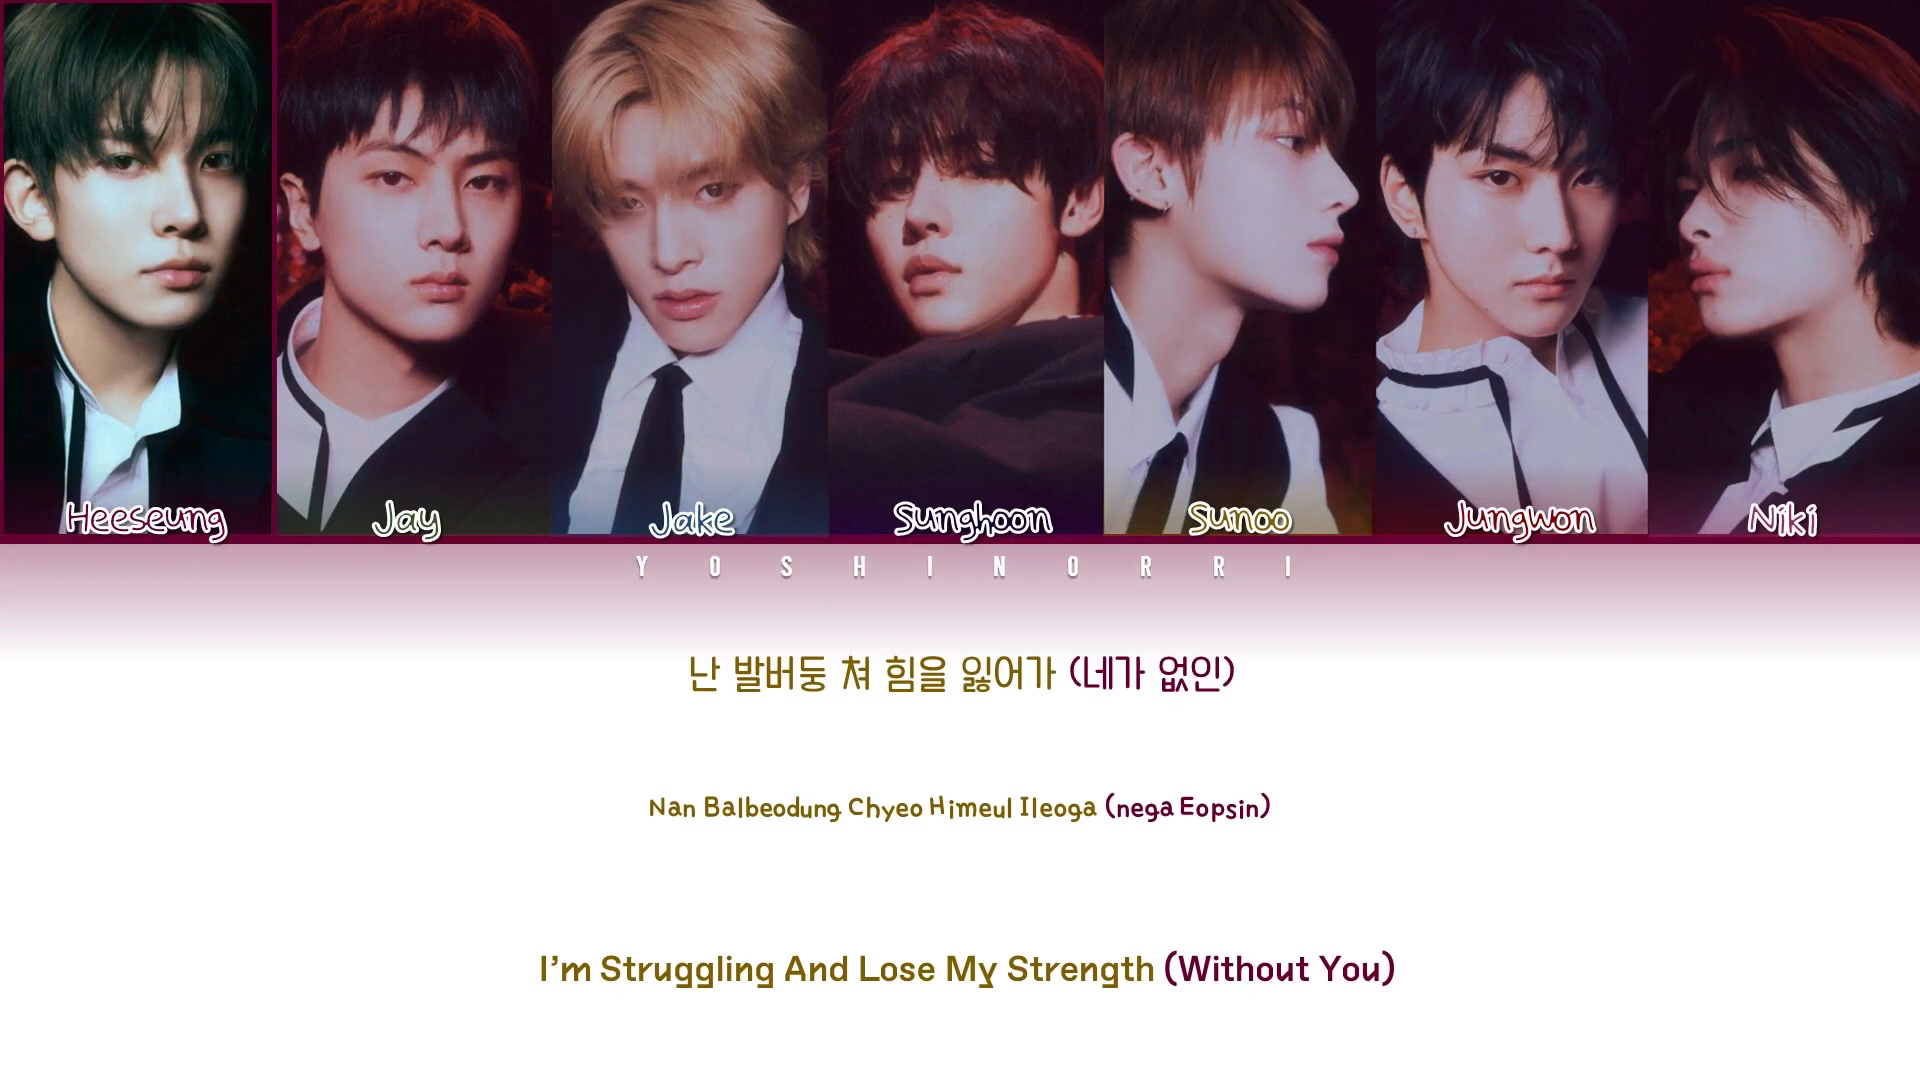 Heeseung Jay Jake Sunghoon Sunoo Jungwon Niki
YOSHINORRI
난 발버둥 쳐 힘을 잃어가 (네가 없인)
Nan Balbeodung Chyeo Himeul Ileoga (nega Eopsin)
I'm Struggling And Lose My Strength (Without You)